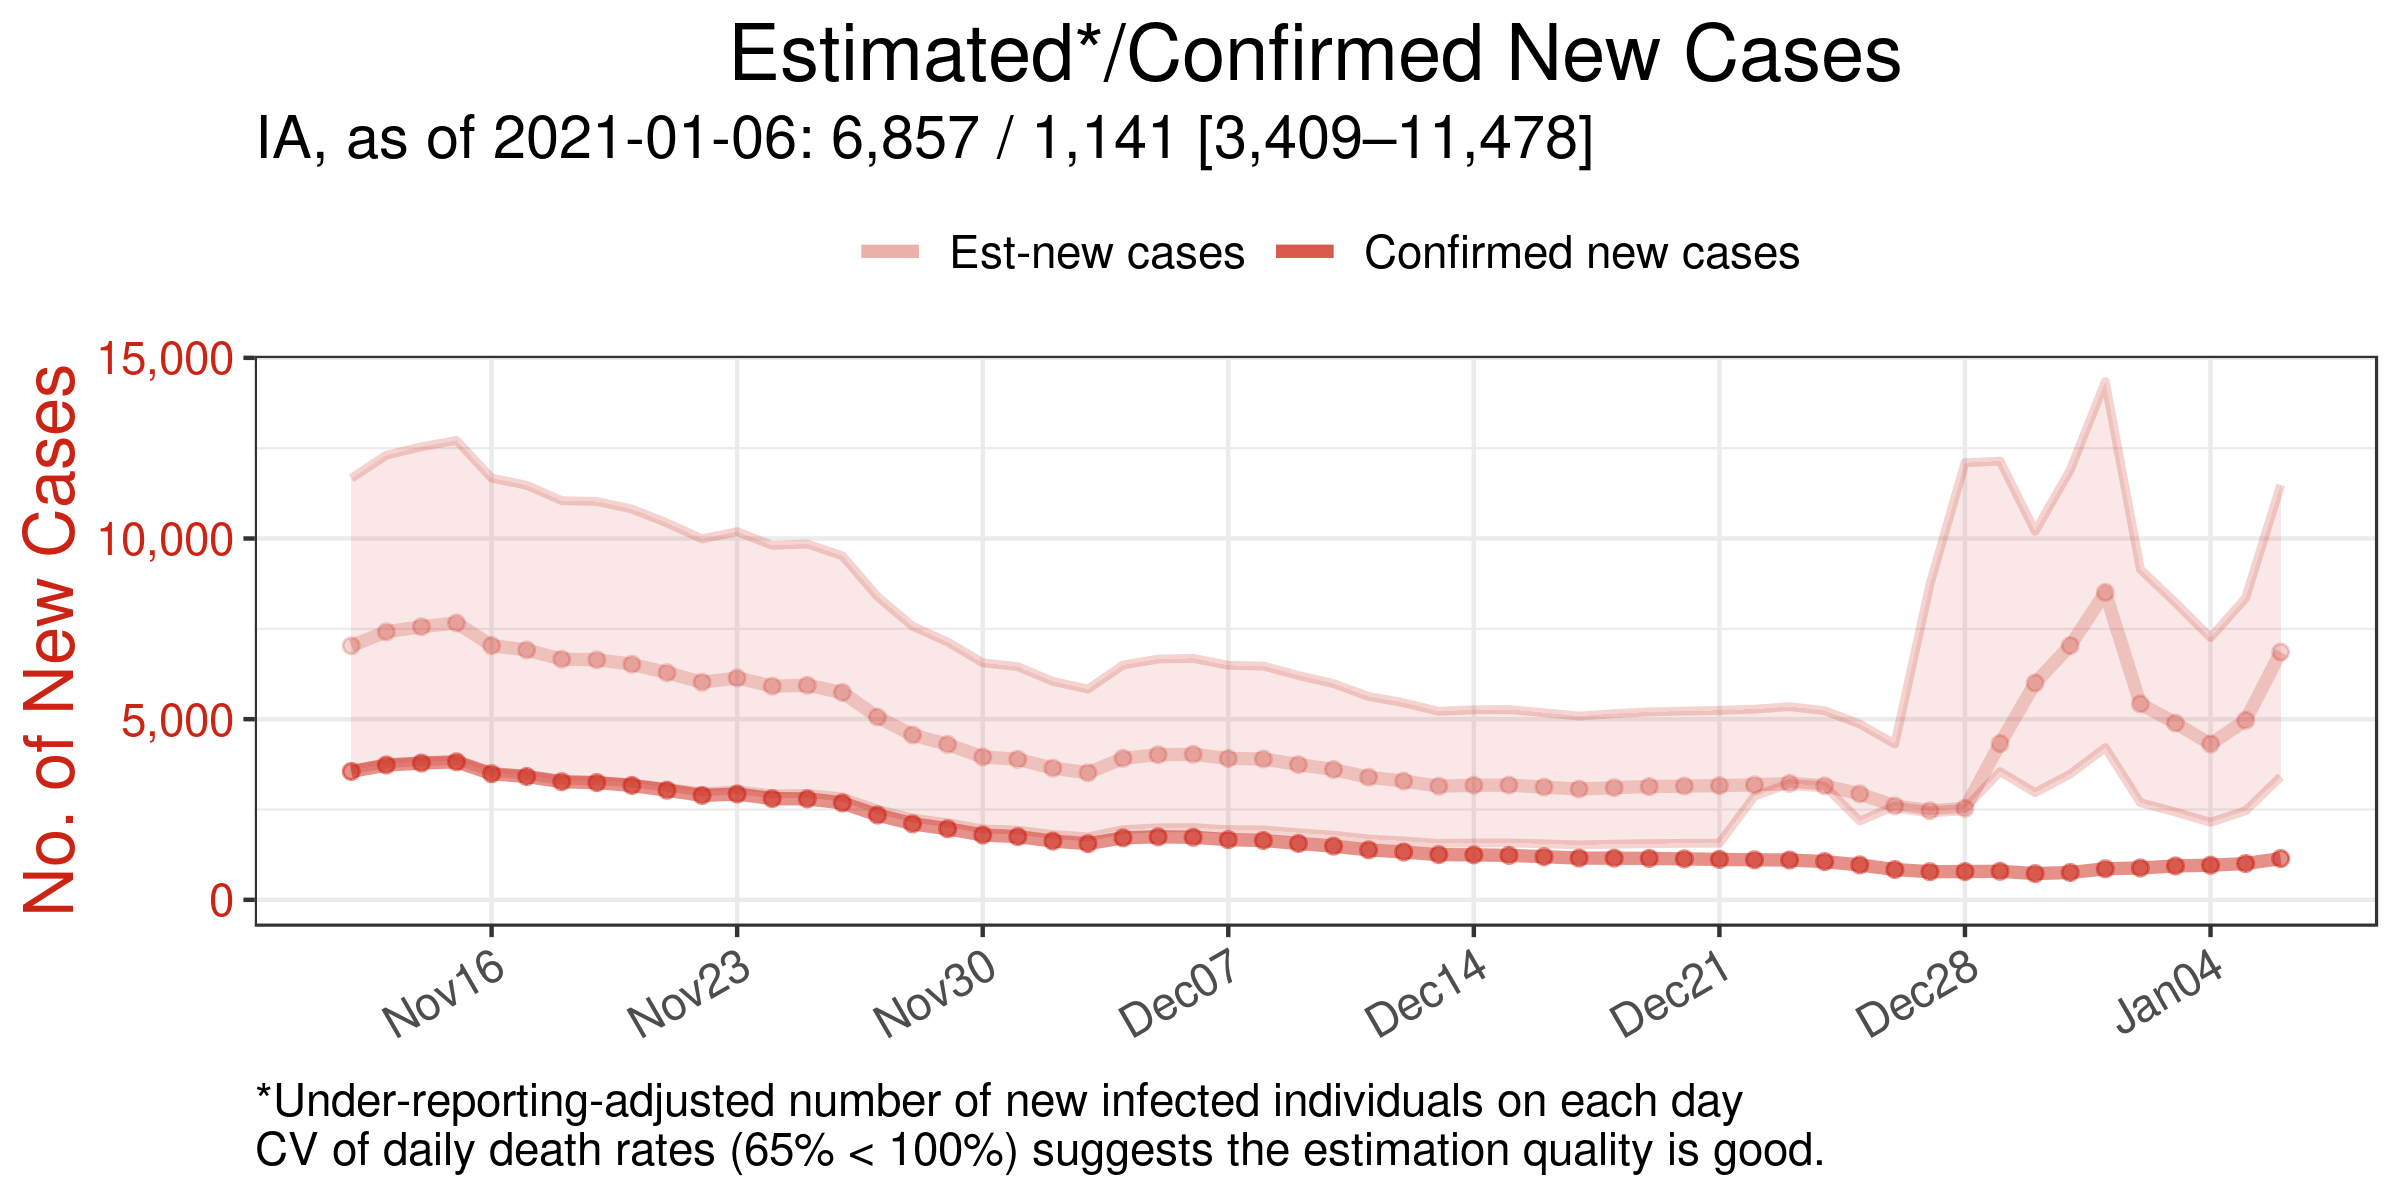 Estimated*/Confirmed New Cases
IA, as of 2021-01-06: 6,857 / 1,141 [3,409–11,478]
Est-new cases
Confirmed new cases
No. of New Cases
15,000
10,000
5,000
0
Nov16
Nov23
Nov30
Dec07
Dec14
Dec21
Dec28
Jan04
*Under-reporting-adjusted number of new infected individuals on each day
CV of daily death rates (65% < 100%) suggests the estimation quality is good.